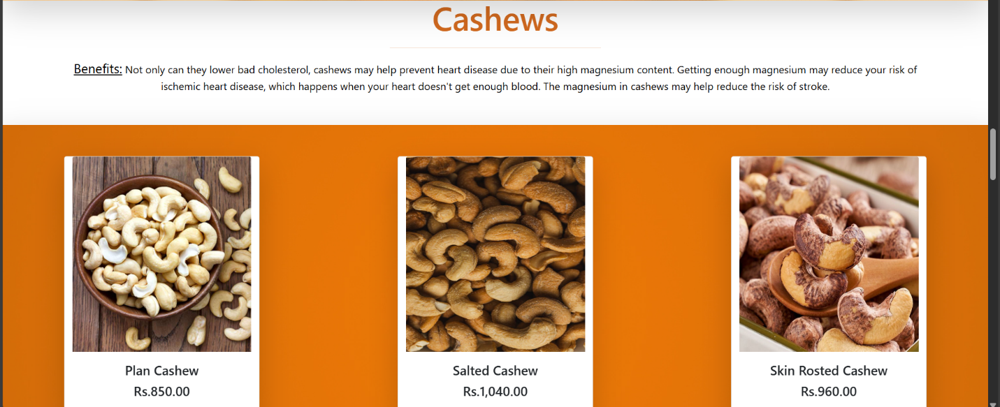 Cashews
Benefits: Not only can they lower bad cholesterol, cashews may help prevent heart disease due to their high magnesium content. Getting enough magnesium may reduce your risk of
ischemic heart disease, which happens when your heart doesn't get enough blood. The magnesium in cashews may help reduce the risk of stroke.
Plan Cashew
Rs.850.00
Salted Cashew
Rs.1,040.00
Skin Rosted Cashew
Rs.960.00